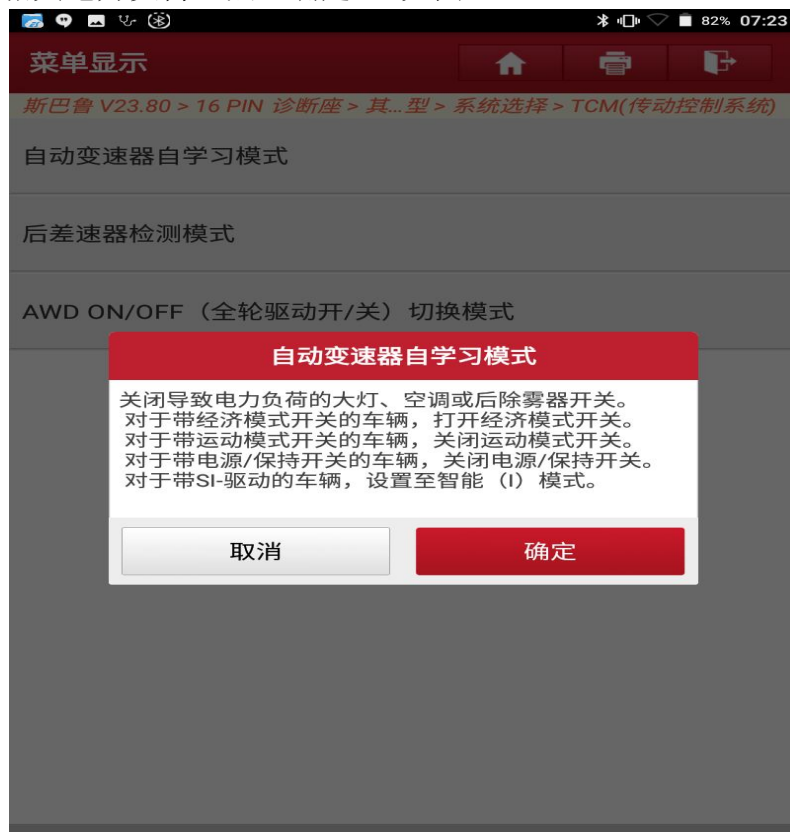 82% 07:23
菜单显示
斯巴鲁 V23.80 > 16 PIN 诊断座 > 其...型 > 系统选择 > TCM(传动控制系统)
自动变速器自学习模式
后差速器检测模式
AWD ON/OFF（全轮驱动开/关）切换模式
自动变速器自学习模式
关闭导致电力负荷的大灯、空调或后除雾器开关。
对于带经济模式开关的车辆，打开经济模式开关。
对于带运动模式开关的车辆，关闭运动模式开关。
对于带电源/保持开关的车辆，关闭电源/保持开关。
对于带SI-驱动的车辆，设置至智能（I）模式。
取消
确定